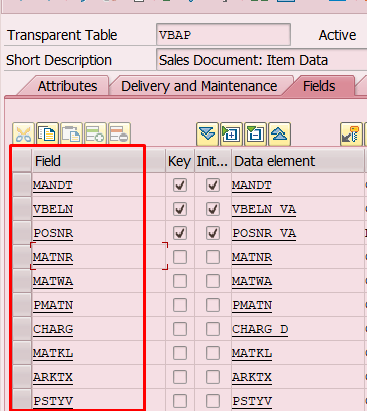 Transparent Table VBAP Active
Short Description Sales Document: Item Data
Attributes Delivery and Maintenance Fields
Field Key Init... Data element
MANDT MANDT
VBELN VBELN_VA
POSNR POSNR_VA
MATNR MATNR
MATWA MATWA
PMATN PMATN
CHARG CHARG_D
MATKL MATKL
ARKTX ARKTX
PSTYV PSTYV